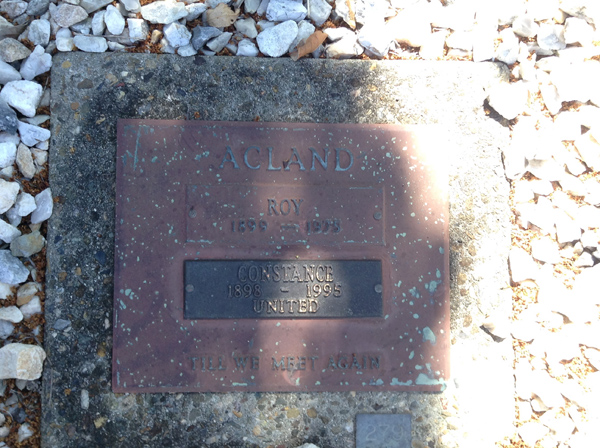 ACLAND
ROY
CONSTANCE
1898 - 1995
UNITED
TILL WE MEET AGAIN